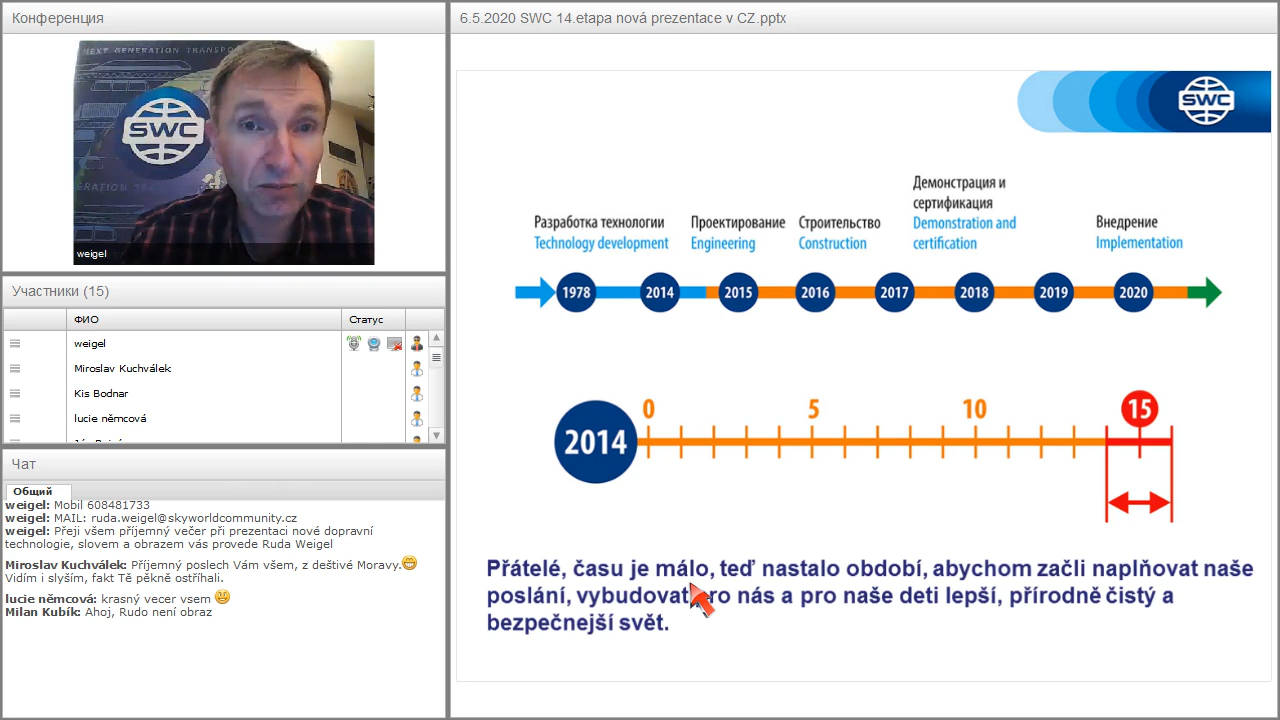 Конференция
NEXT GENERATION TRANSPO
SWC
weigel
Участники (15)
ФИО
Статус
weigel
Miroslav Kuchválek
Kis Bodnar
lucie němcová
Чат
Общий
weigel: Mobil 608481733
weigel: MAIL: ruda.weigel@skyworldcommunity.cz
weigel: Přeji všem příjemný večer při prezentaci nové dopravní
technologie, slovem a obrazem vás provede Ruda Weigel
Miroslav Kuchválek: Příjemný poslech Vám všem, z deštivé Moravy.
Vidím i slyším, fakt Tě pěkně ostříhali.
lucie němcová: krasný vecer vsem
Milan Kubík: Ahoj, Rudo není obraz
6.5.2020 SWC 14.etapa nová prezentace v CZ.pptx
SWC
Разработка технологии
Technology development
Проектирование
Engineering
Строительство
Construction
Демонстрация и
сертификация
Demonstration and
certification
Внедрение
Implementation
1978 2014 2015 2016 2017 2018 2019 2020
0 5 10 15
2014
Přátelé, času je málo, teď nastalo období, abychom začli naplňovat naše
poslání, vybudovat pro nás a pro naše deti lepší, přírodně čistý a
bezpečnejší svět.